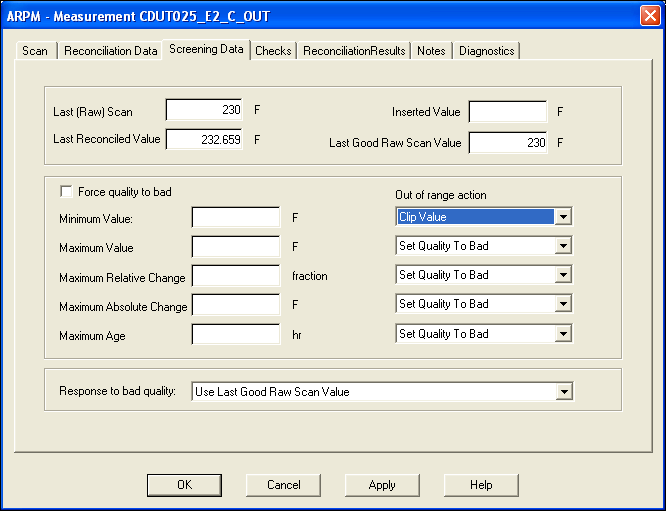 ARPM - Measurement CDUT025_E2_C_OUT
Scan Reconciliation Data Screening Data Checks ReconciliationResults Notes Diagnostics
Last (Raw) Scan 230 F Inserted Value F
Last Reconciled Value 232.659 F Last Good Raw Scan Value 230 F
Force quality to bad Out of range action
Minimum Value: F Clip Value
Maximum Value F Set Quality To Bad
Maximum Relative Change fraction Set Quality To Bad
Maximum Absolute Change F Set Quality To Bad
Maximum Age hr Set Quality To Bad
Response to bad quality: Use Last Good Raw Scan Value
OK Cancel Apply Help